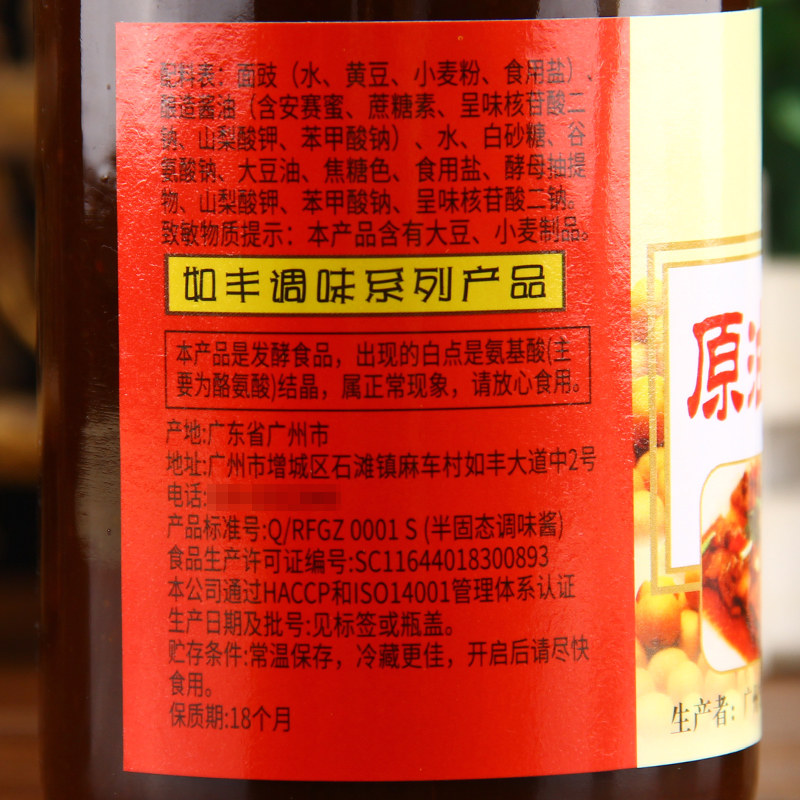 配料表：面豉（水、黄豆、小麦粉、食用盐）、
酿造酱油（含安赛蜜、蔗糖素、呈味核苷酸二
钠、山梨酸钾、苯甲酸钠）、水、白砂糖、谷
氨酸钠、大豆油、焦糖色、食用盐、酵母抽提
物、山梨酸钾、苯甲酸钠、呈味核苷酸二钠。
致敏物质提示：本产品含有大豆、小麦制品。
如丰调味系列产品
本产品是发酵食品，出现的白点是氨基酸(主
要为酪氨酸)结晶，属正常现象，请放心食用。
产地:广东省广州市
地址:广州市增城区石滩镇麻车村如丰大道中2号
电话:
产品标准号:Q/RFGZ 0001 S (半固态调味酱)
食品生产许可证编号:SC11644018300893
本公司通过HACCP和ISO14001管理体系认证
生产日期及批号:见标签或瓶盖。
贮存条件:常温保存，冷藏更佳，开启后请尽快
食用。
保质期:18个月
原
生产者：广